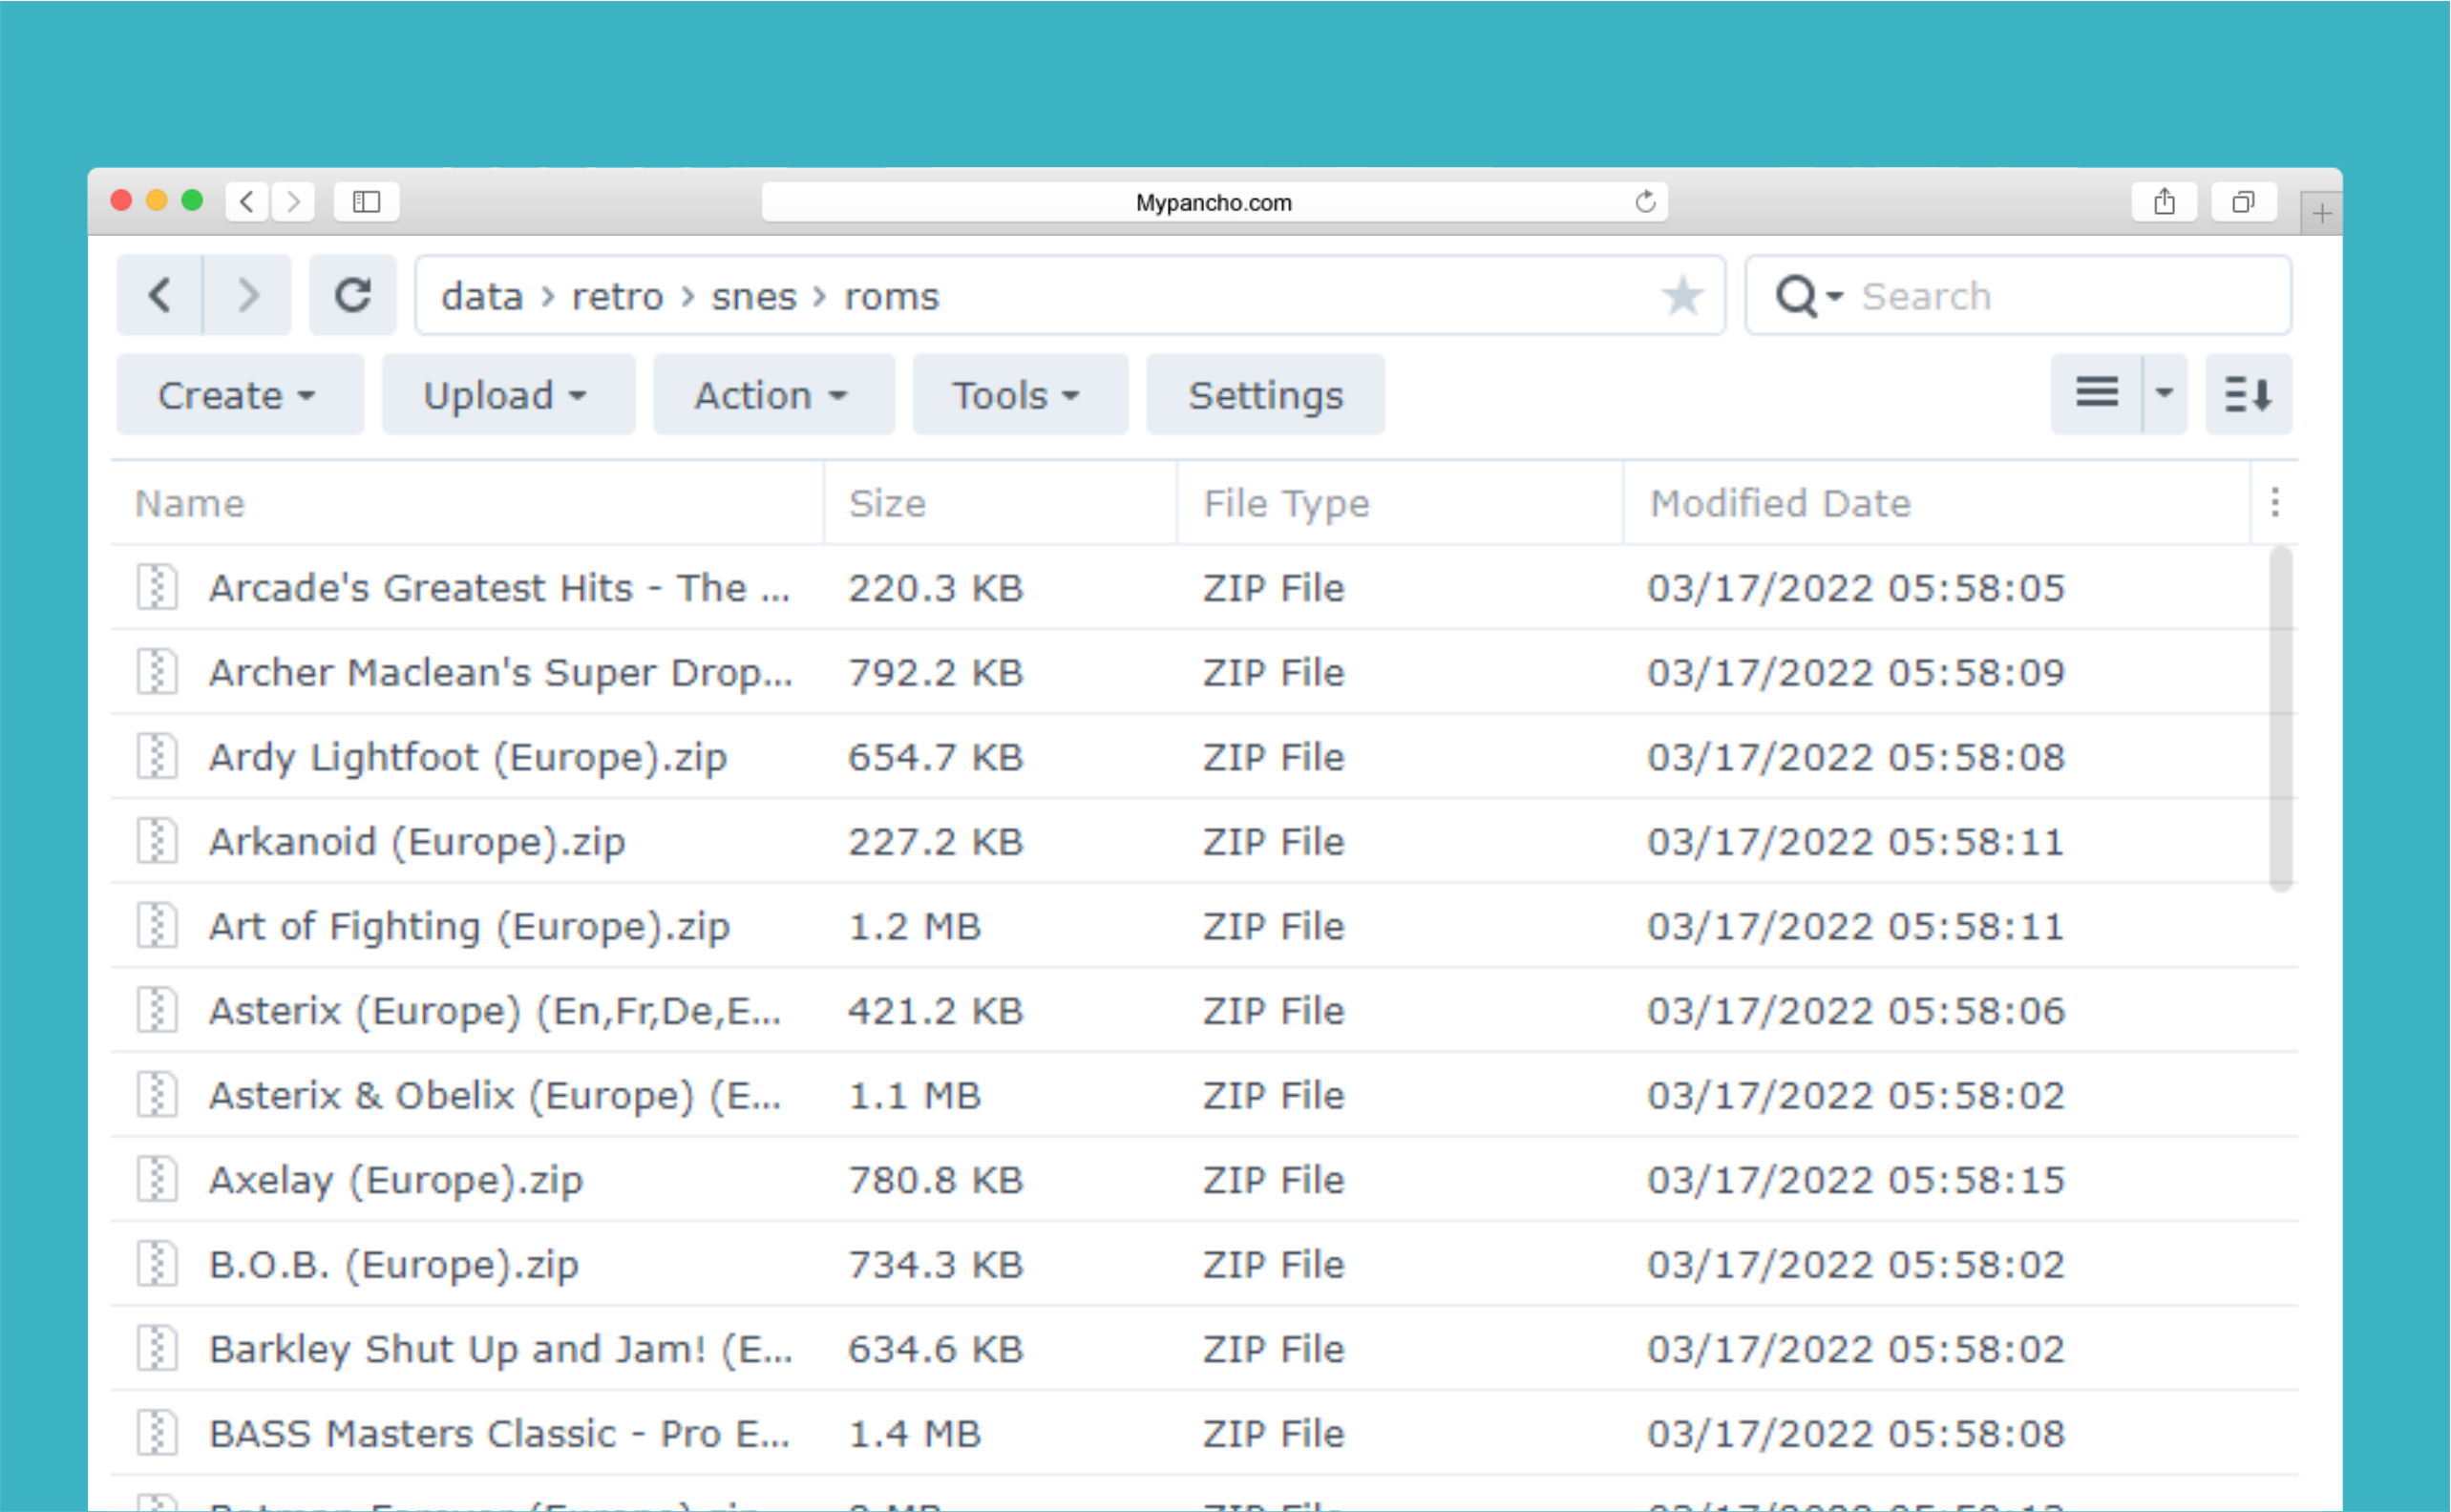 Mypancho.com
data > retro > snes > roms
Search
Create Upload Action Tools Settings
Name Size File Type Modified Date
Arcade's Greatest Hits - The ... 220.3 KB ZIP File 03/17/2022 05:58:05
Archer Maclean's Super Drop... 792.2 KB ZIP File 03/17/2022 05:58:09
Ardy Lightfoot (Europe).zip 654.7 KB ZIP File 03/17/2022 05:58:08
Arkanoid (Europe).zip 227.2 KB ZIP File 03/17/2022 05:58:11
Art of Fighting (Europe).zip 1.2 MB ZIP File 03/17/2022 05:58:11
Asterix (Europe) (En,Fr,De,E... 421.2 KB ZIP File 03/17/2022 05:58:06
Asterix & Obelix (Europe) (E... 1.1 MB ZIP File 03/17/2022 05:58:02
Axelay (Europe).zip 780.8 KB ZIP File 03/17/2022 05:58:15
B.O.B. (Europe).zip 734.3 KB ZIP File 03/17/2022 05:58:02
Barkley Shut Up and Jam! (E... 634.6 KB ZIP File 03/17/2022 05:58:02
BASS Masters Classic - Pro E... 1.4 MB ZIP File 03/17/2022 05:58:08